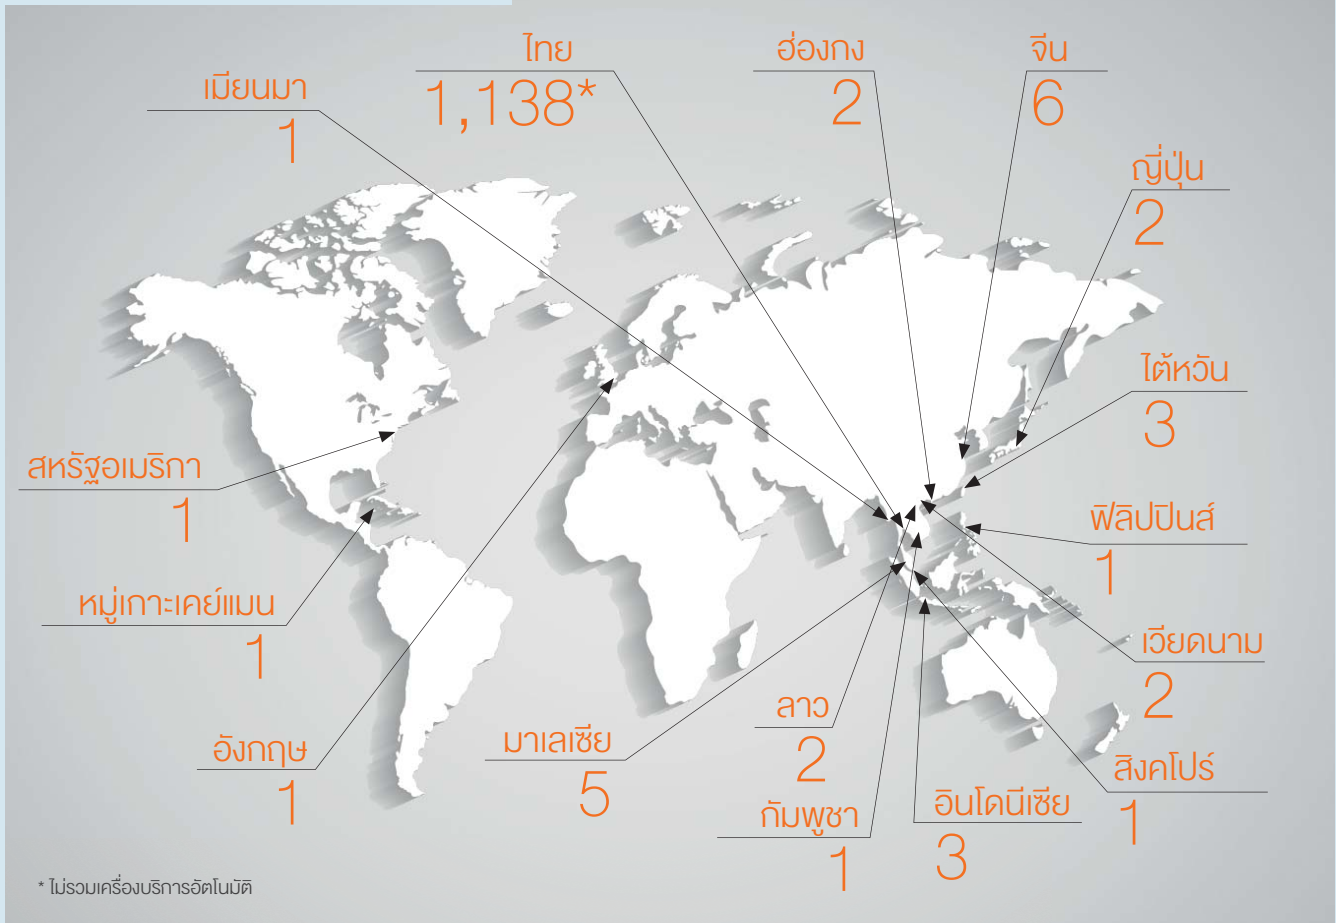 ไทย
1,138*
ฮ่องกง
2
จีน
6
เมียนมา
1
ญี่ปุ่น
2
ไต้หวัน
3
สหรัฐอเมริกา
1
ฟิลิปปินส์
1
หมู่เกาะเคย์แมน
1
เวียดนาม
2
ลาว
2
อังกฤษ
1
มาเลเซีย
5
สิงคโปร์
1
กัมพูชา
1
อินโดนีเซีย
3
* ไม่รวมเครื่องบริการอัตโนมัติ